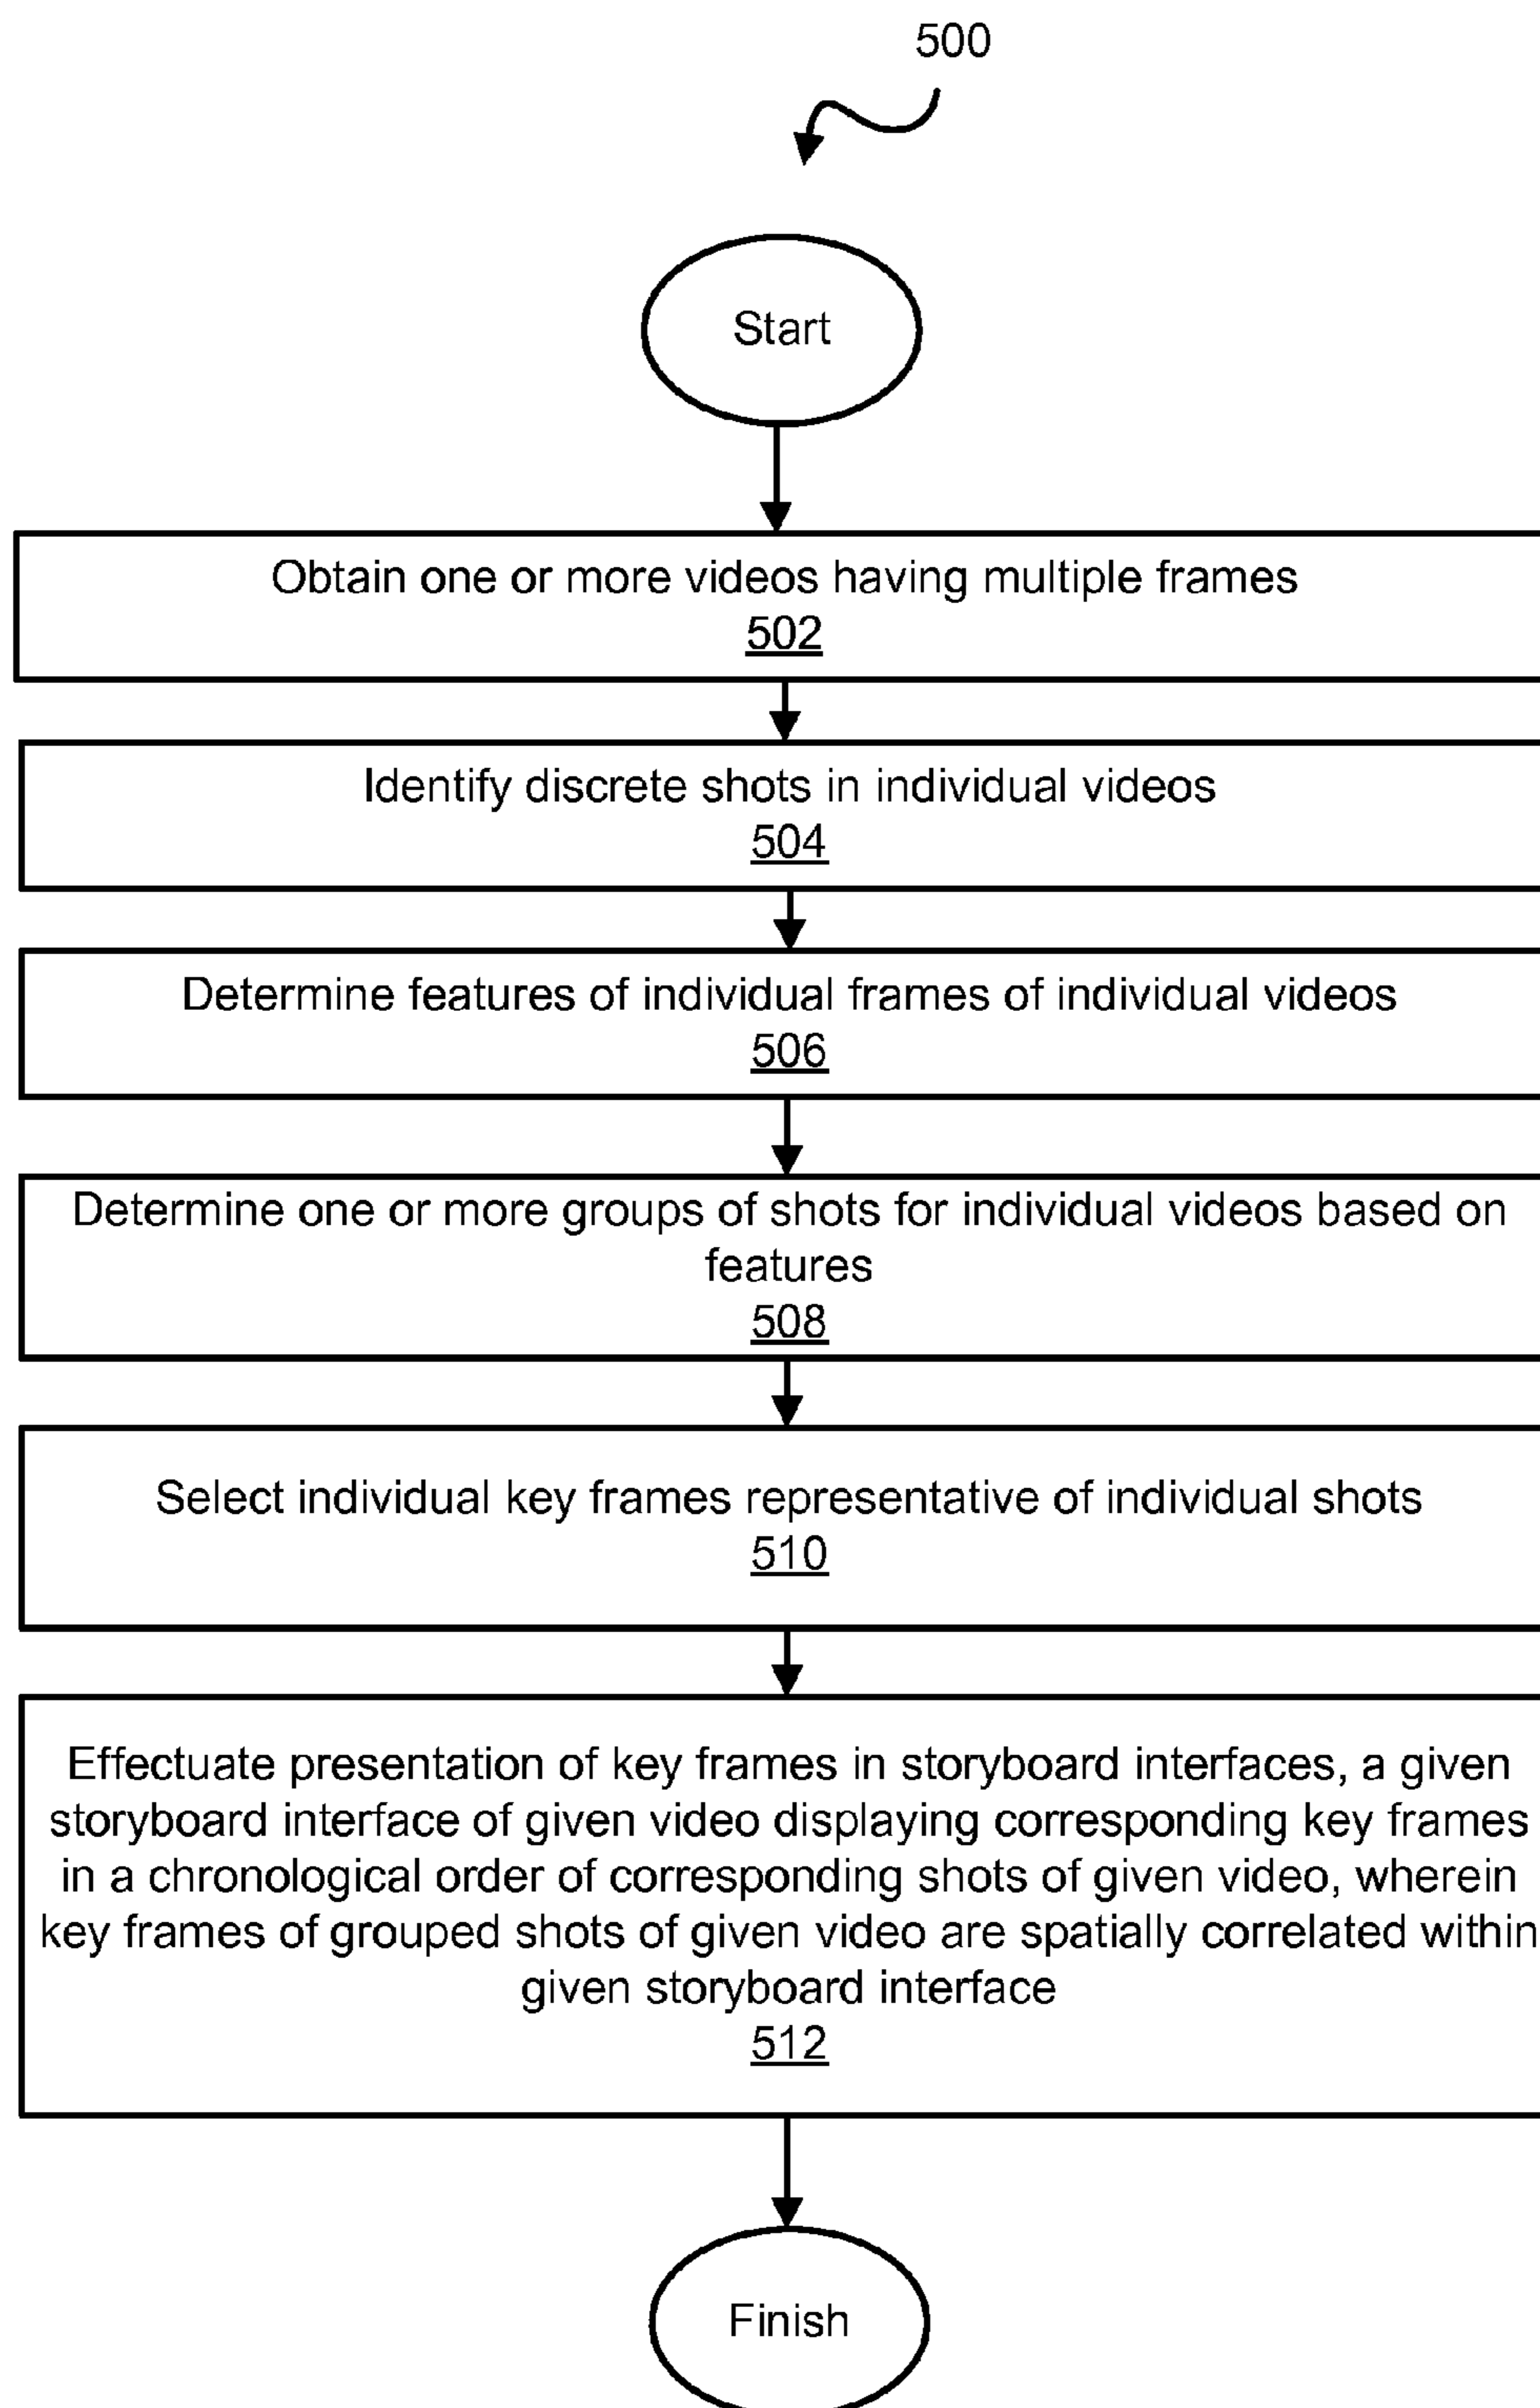 500
Start
Obtain one or more videos having multiple frames
502
Identify discrete shots in individual videos
504
Determine features of individual frames of individual videos
506
Determine one or more groups of shots for individual videos based on
features
508
Select individual key frames representative of individual shots
510
Effectuate presentation of key frames in storyboard interfaces, a given
storyboard interface of given video displaying corresponding key frames
in a chronological order of corresponding shots of given video, wherein
key frames of grouped shots of given video are spatially correlated within
given storyboard interface
512
Finish